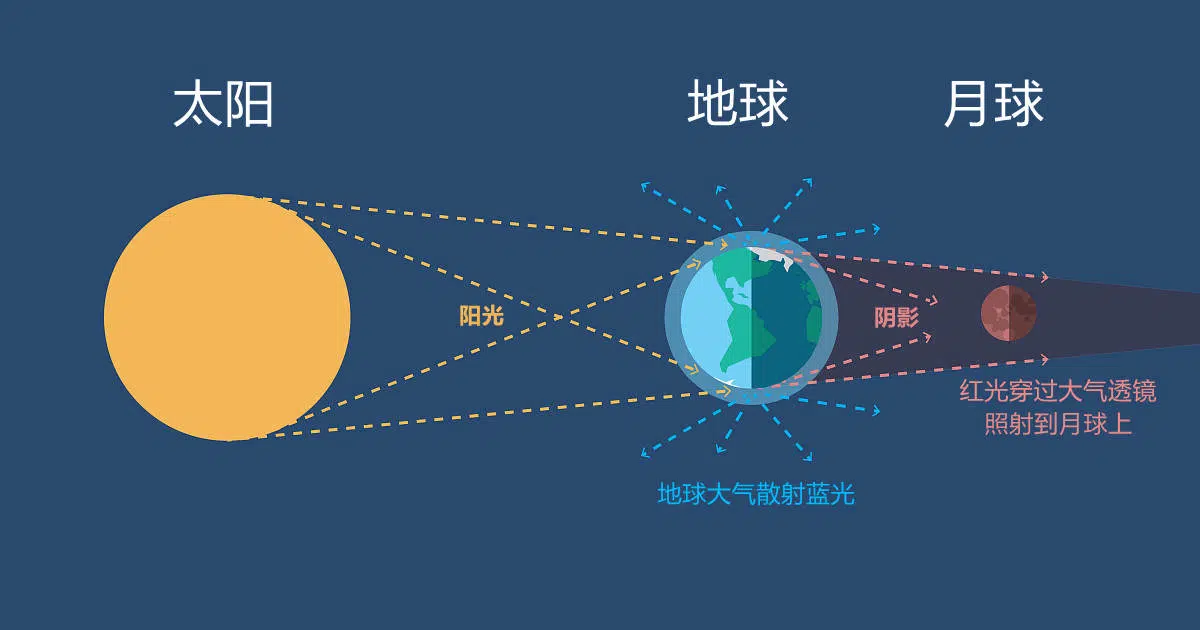 太阳
地球
月球
阳光
阴影
红光穿过大气透镜
照射到月球上
地球大气散射蓝光